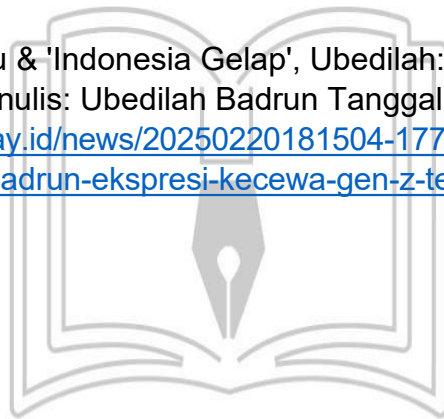 u & 'Indonesia Gelap', Ubedilah:
nulis: Ubedilah Badrun Tanggal
ay.id/news/20250220181504-177
adrun-ekspresi-kecewa-gen-z-te